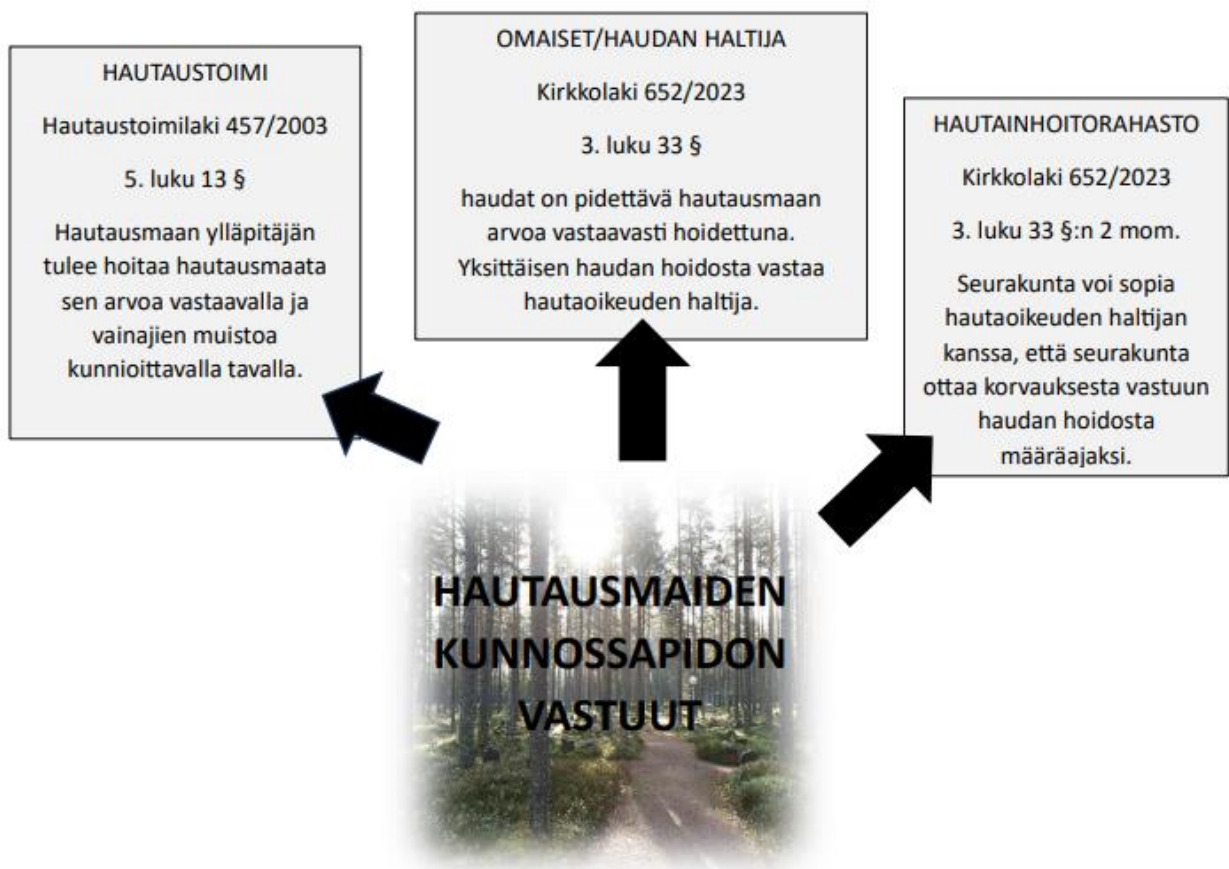 HAUTAUSTOIMI
Hautaustoimilaki 457/2003
5. luku 13 §
Hautausmaan ylläpitäjän
tulee hoitaa hautausmaata
sen arvoa vastaavalla ja
vainajien muistoa
kunnioittavalla tavalla.
OMAISET/HAUDAN HALTIJA
Kirkkolaki 652/2023
3. luku 33 §
haudat on pidettävä hautausmaan
arvoa vastaavasti hoidettuna.
Yksittäisen haudan hoidosta vastaa
hautaoikeuden haltija.
HAUTAINHOITORAHASTO
Kirkkolaki 652/2023
3. luku 33 §:n 2 mom.
Seurakunta voi sopia
hautaoikeuden haltijan
kanssa, että seurakunta
ottaa korvauksesta vastuun
haudan hoidosta
määräajaksi.
HAUTAUSMAIDEN
KUNNOSSAPIDON
VASTUUT